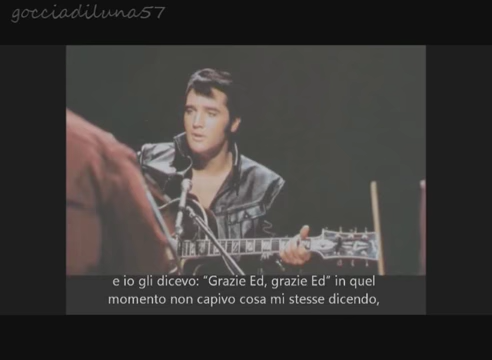 gocciadiluna57
e io gli dicevo: "Grazie Ed, grazie Ed" in quel
momento non capivo cosa mi stesse dicendo,